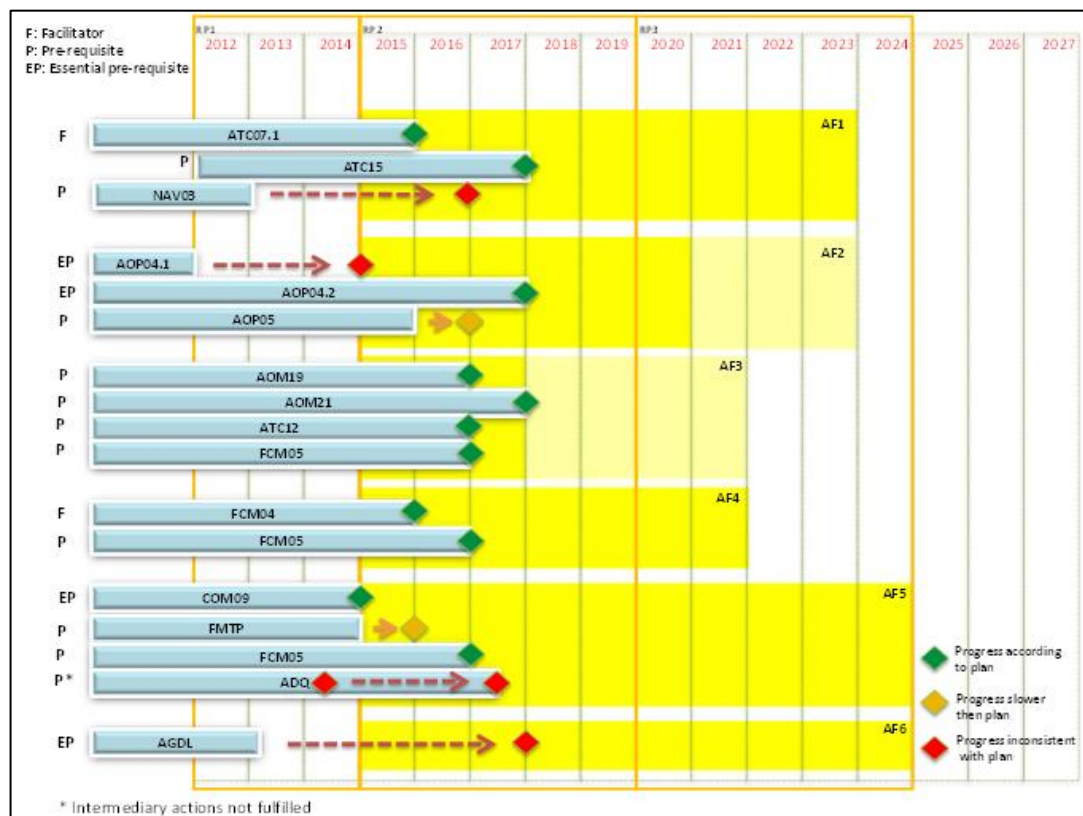 F: Facilitator
P: Pre-requisite
EP: Essential pre-requisite
RP1 RP2 RP3
2012 2013 2014 2015 2016 2017 2018 2019 2020 2021 2022 2023 2024 2025 2026 2027
AF1
F ATC07.1
P ATC15
P NAV03
AF2
EP AOP04.1
EP AOP04.2
P AOP05
AF3
P AOM19
P AOM21
P ATC12
P FCM05
AF4
F FCM04
P FCM05
AF5
EP COM09
P FMTP
P FCM05
P* ADQ
AF6
EP AGDL
Progress according
to plan
Progress slower
then plan
Progress inconsistent
with plan
* Intermediary actions not fulfilled